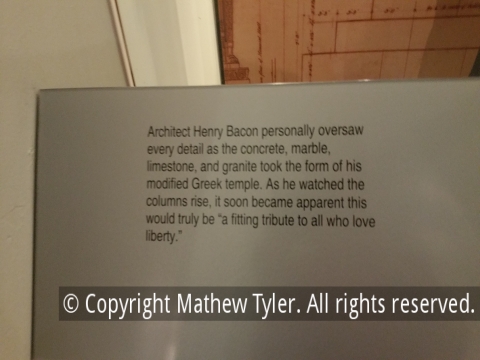 Architect Henry Bacon personally oversaw
every detail as the concrete, marble,
limestone, and granite took the form of his
modified Greek temple. As he watched the
columns rise, it soon became apparent this
would truly be “a fitting tribute to all who love
liberty.”
© Copyright Mathew Tyler. All rights reserved.